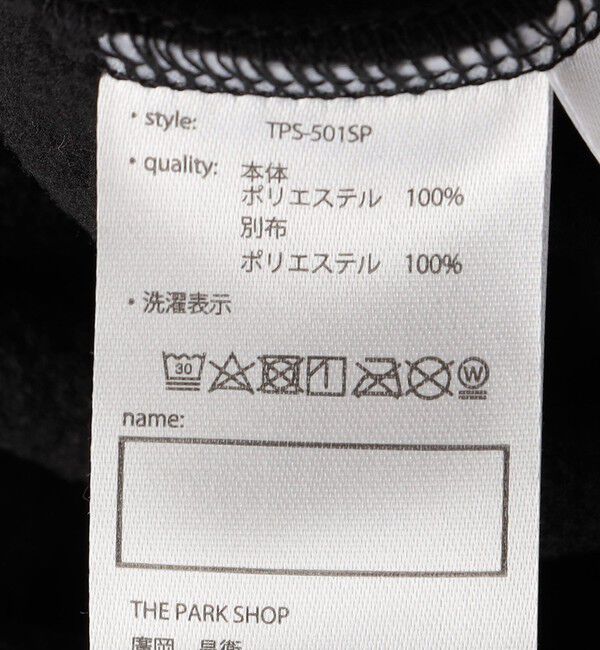 ・style: TPS-501SP
・quality: 本体
ポリエステル 100%
別布
ポリエステル 100%
・洗濯表示
30 W
name:
THE PARK SHOP